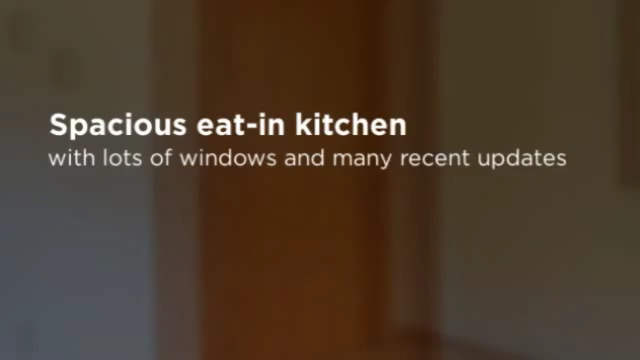 Spacious eat-in kitchen
with lots of windows and many recent updates